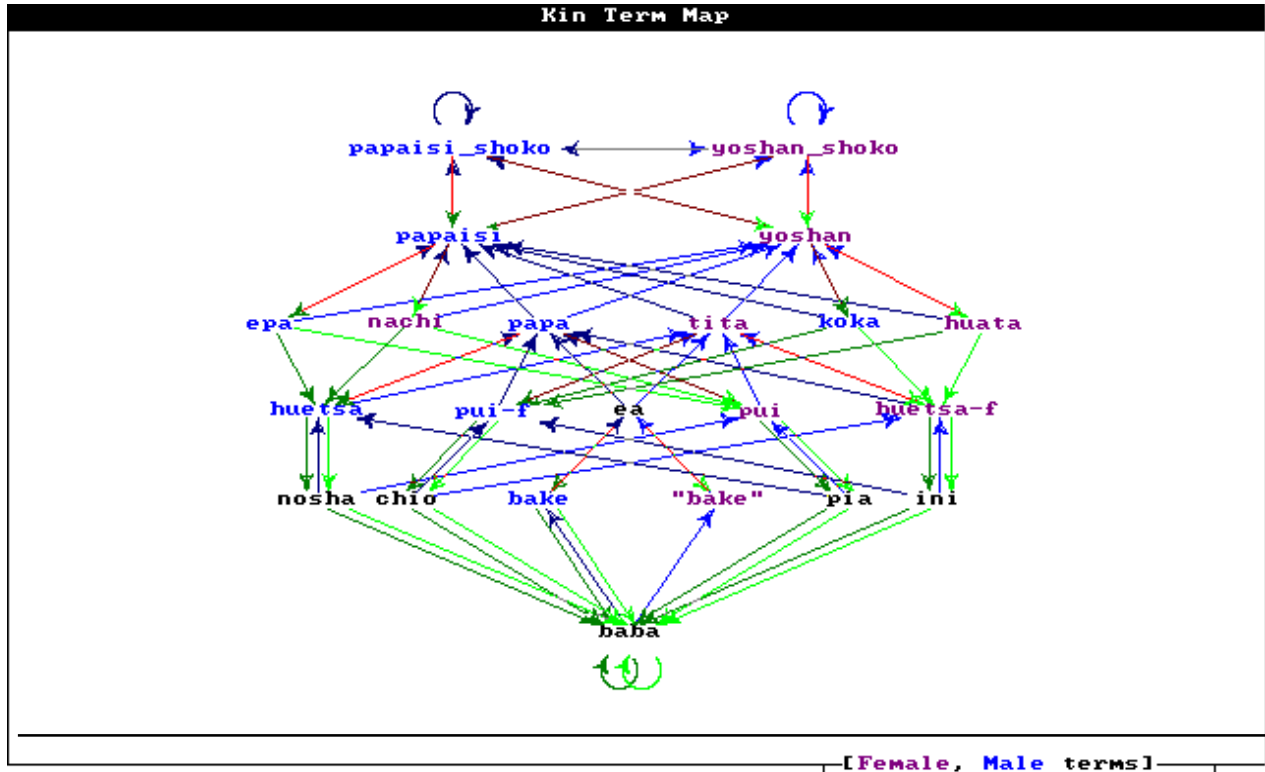 Kin Term Map
papaisi_shoko yoshan_shoko
papaisi yoshan
epa nachi papa tita koka huata
huetsa pui-f ea pui huetsa-f
nosha chio bake "bake" pia ini
baba
[Female, Male terms]